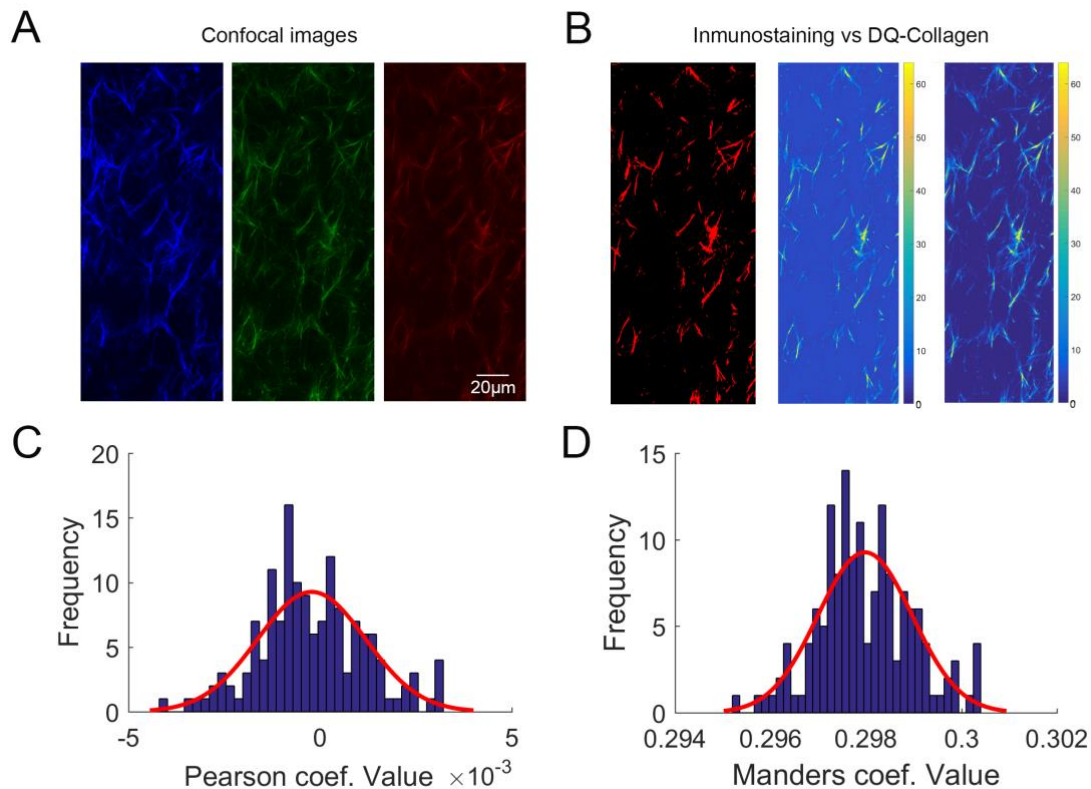 A
Confocal images
20μm
B
Inmunostaining vs DQ-Collagen
60
50
40
30
20
10
0
60
50
40
30
20
10
0
C
20
15
10
5
0
Frequency
-5
0
5
Pearson coef. Value ×10⁻³
D
15
10
5
0
Frequency
0.294
0.296
0.298
0.3
0.302
Manders coef. Value